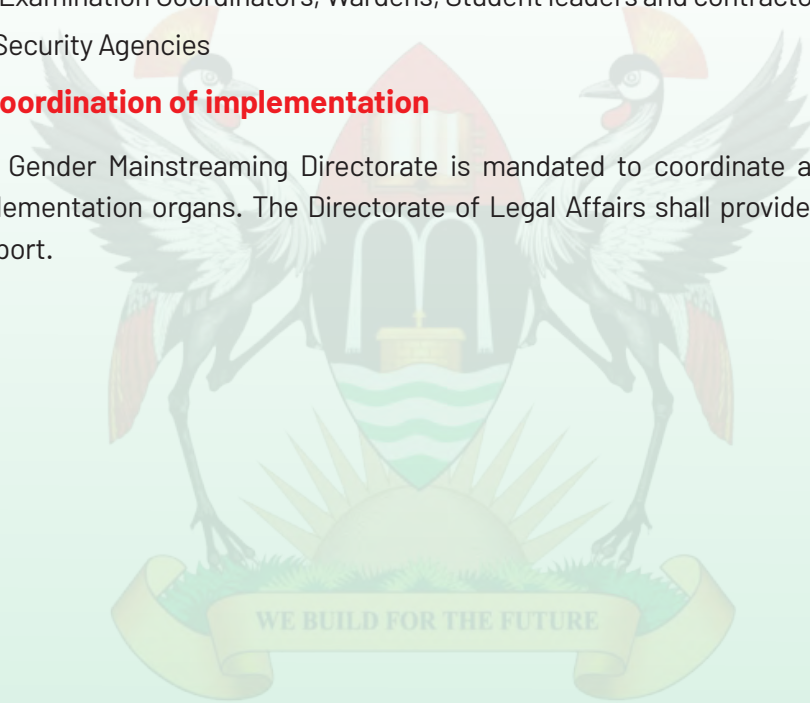 Examination Coordinators, Wardens, Student leaders and contracto
Security Agencies
oordination of implementation
Gender Mainstreaming Directorate is mandated to coordinate a
lementation organs. The Directorate of Legal Affairs shall provide
port.
WE BUILD FOR THE FUTURE